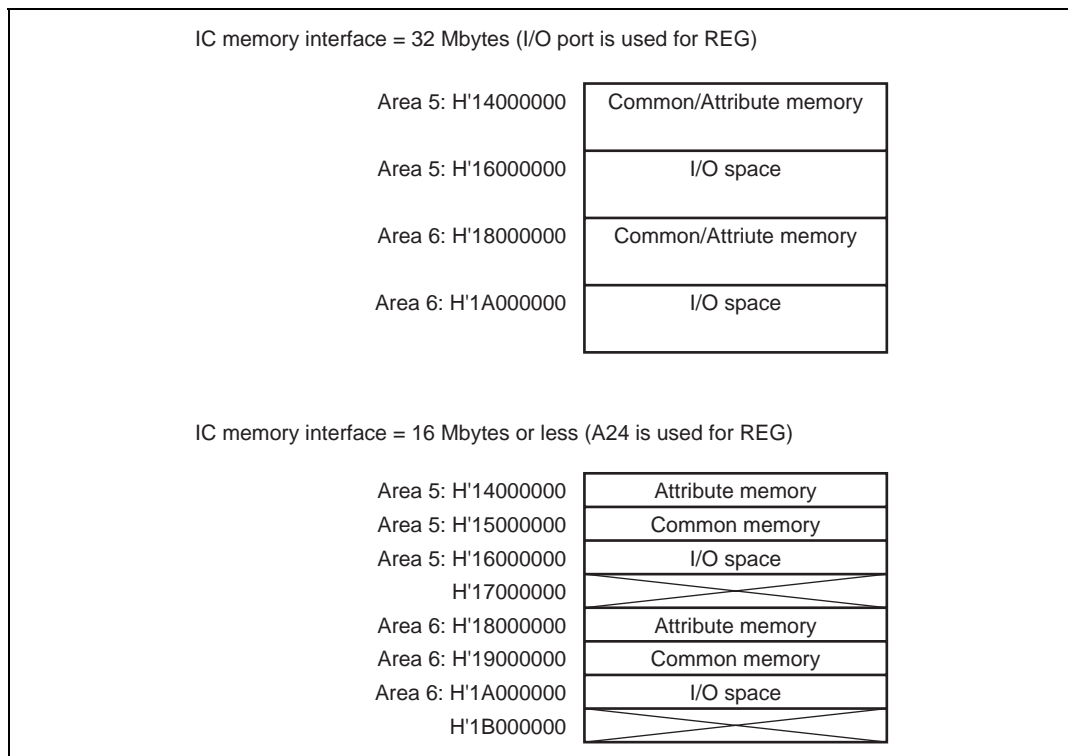 IC memory interface = 32 Mbytes (I/O port is used for REG)
Area 5: H'14000000 Common/Attribute memory
Area 5: H'16000000 I/O space
Area 6: H'18000000 Common/Attriute memory
Area 6: H'1A000000 I/O space
IC memory interface = 16 Mbytes or less (A24 is used for REG)
Area 5: H'14000000 Attribute memory
Area 5: H'15000000 Common memory
Area 5: H'16000000 I/O space
H'17000000
Area 6: H'18000000 Attribute memory
Area 6: H'19000000 Common memory
Area 6: H'1A000000 I/O space
H'1B000000